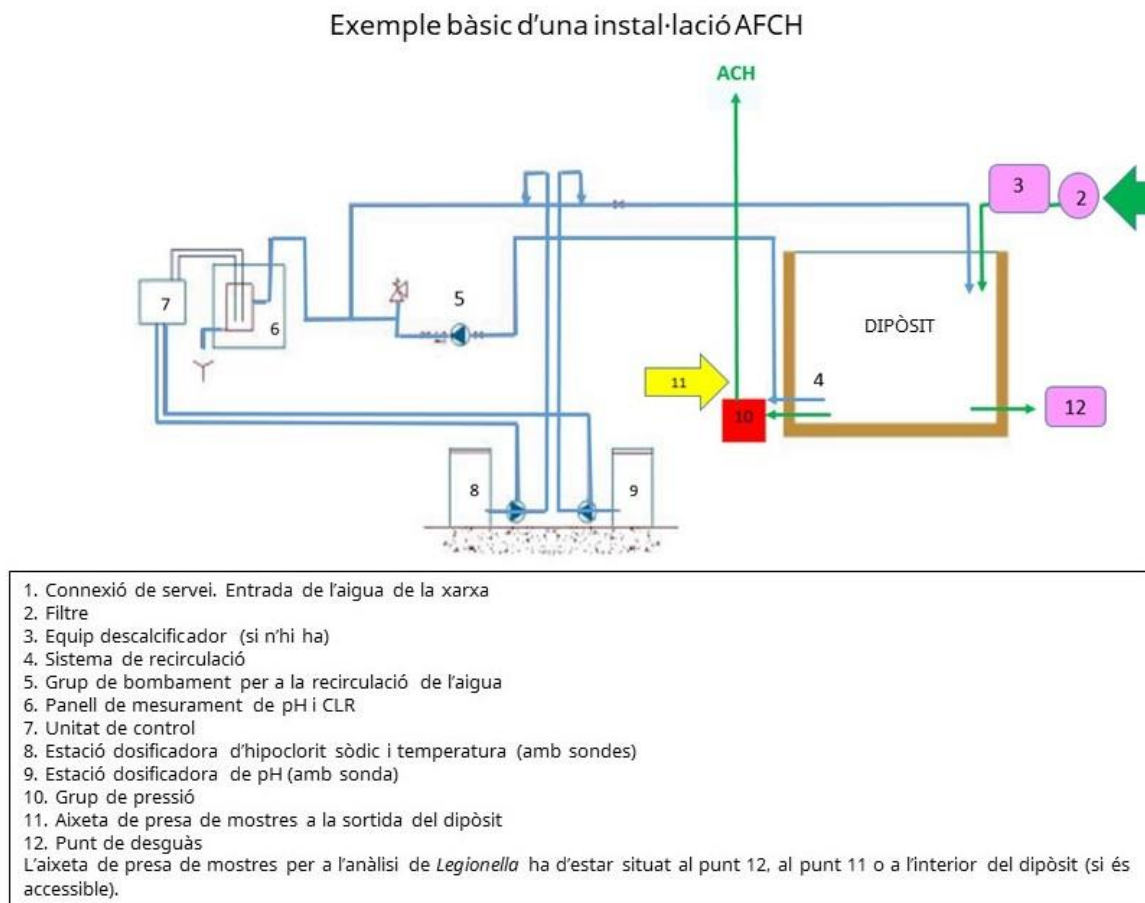 Exemple bàsic d'una instal·lació AFCH
ACH
3
2
5
7
6
DIPÒSIT
4
11
10
12
8
9
1. Connexió de servei. Entrada de l'aigua de la xarxa
2. Filtre
3. Equip descalcificador (si n'hi ha)
4. Sistema de recirculació
5. Grup de bombament per a la recirculació de l'aigua
6. Panell de mesurament de pH i CLR
7. Unitat de control
8. Estació dosificadora d'hipoclorit sòdic i temperatura (amb sondes)
9. Estació dosificadora de pH (amb sonda)
10. Grup de pressió
11. Aixeta de presa de mostres a la sortida del dipòsit
12. Punt de desguàs
L'aixeta de presa de mostres per a l'anàlisi de Legionella ha d'estar situat al punt 12, al punt 11 o a l'interior del dipòsit (si és
accessible).